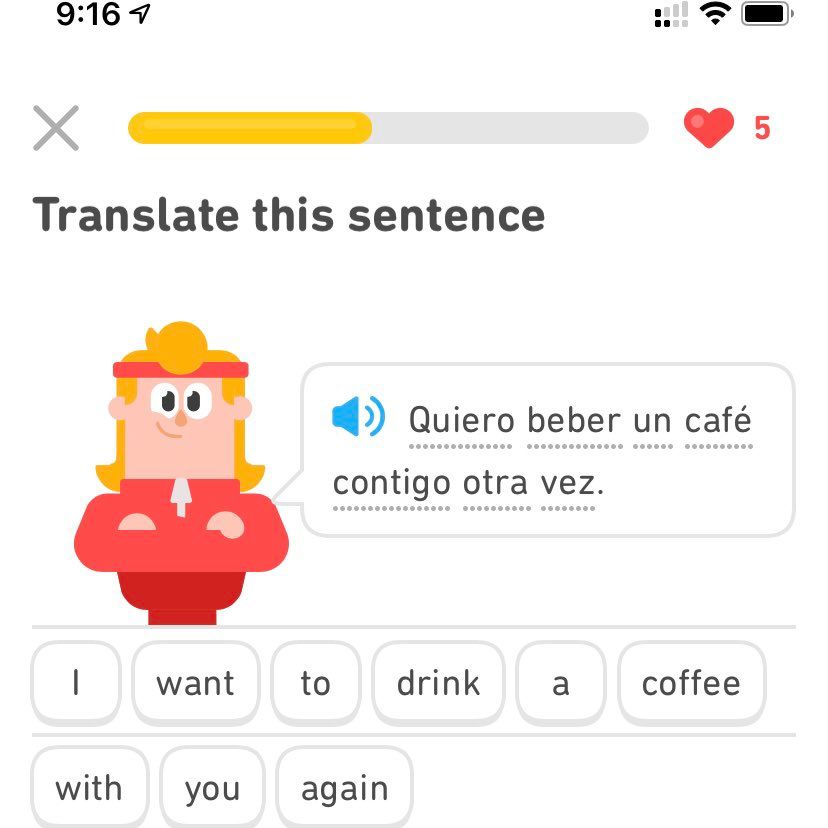 9:16
5
Translate this sentence
Quiero beber un café
contigo otra vez.
I want to drink a coffee
with you again